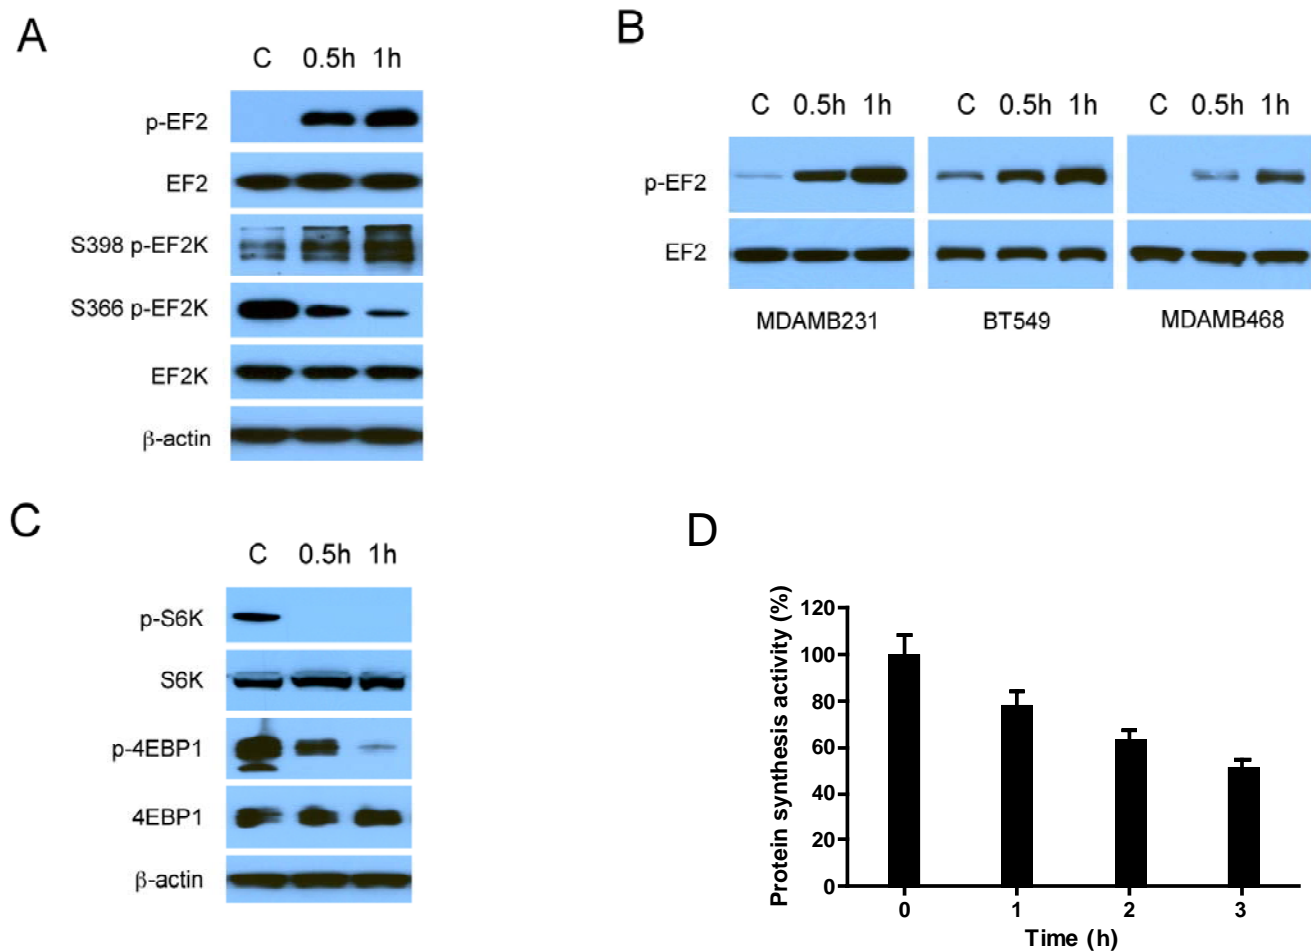 A
C 0.5h 1h
p-EF2
EF2
S398 p-EF2K
S366 p-EF2K
EF2K
β-actin
B
C 0.5h 1h C 0.5h 1h C 0.5h 1h
p-EF2
EF2
MDAMB231 BT549 MDAMB468
C
C 0.5h 1h
p-S6K
S6K
p-4EBP1
4EBP1
β-actin
D
Protein synthesis activity (%)
120
100
80
60
40
20
0
0 1 2 3
Time (h)